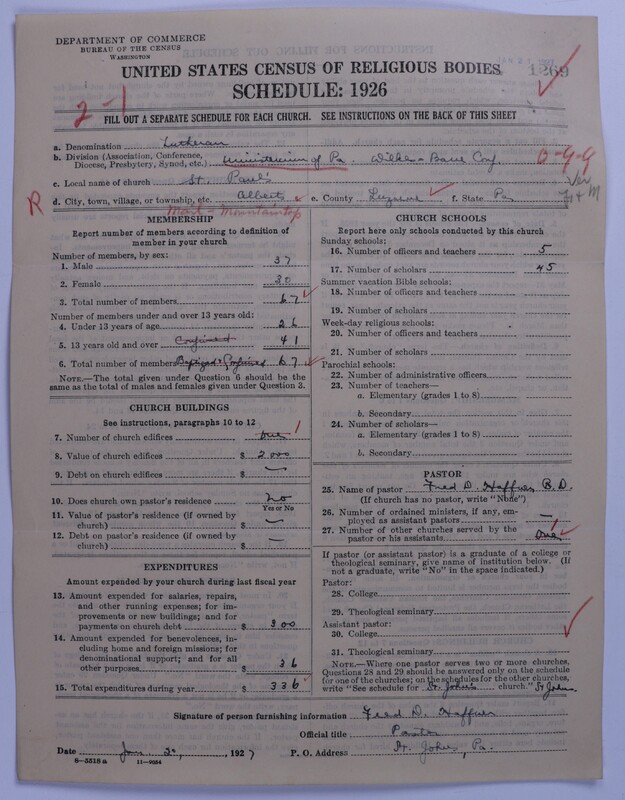 DEPARTMENT OF COMMERCE
BUREAU OF THE CENSUS
WASHINGTON
1269
UNITED STATES CENSUS OF RELIGIOUS BODIES
SCHEDULE: 1926
2-1
FILL OUT A SEPARATE SCHEDULE FOR EACH CHURCH. SEE INSTRUCTIONS ON THE BACK OF THIS SHEET
a. Denomination Lutheran
b. Division (Association, Conference, Diocese, Presbytery, Synod, etc.) Ministerium of Pa. Wilkes-Barre Conf. 0-9-9
c. Local name of church St. Paul's Ver
d. City, town, village, or township, etc. Albert e. County Luzerne f. State Pa
R Mail - Mountaintop
MEMBERSHIP
Report number of members according to definition of
member in your church
Number of members, by sex:
1. Male 37
2. Female 30
3. Total number of members 67
Number of members under and over 13 years old:
4. Under 13 years of age 26
5. 13 years old and over Confirmed 41
6. Total number of members Baptized & Confirmed 67
NOTE.—The total given under Question 6 should be the
same as the total of males and females given under Question 3.
CHURCH BUILDINGS
See instructions, paragraphs 10 to 12
7. Number of church edifices One 1
8. Value of church edifices $ 2,000
9. Debt on church edifices $ —
10. Does church own pastor's residence No
Yes or No
11. Value of pastor's residence (if owned by
church) $ —
12. Debt on pastor's residence (if owned by
church) $ —
EXPENDITURES
Amount expended by your church during last fiscal year
13. Amount expended for salaries, repairs,
and other running expenses; for im-
provements or new buildings; and for
payments on church debt $ 300
14. Amount expended for benevolences, in-
cluding home and foreign missions; for
denominational support; and for all
other purposes $ 36
15. Total expenditures during year $ 336
CHURCH SCHOOLS
Report here only schools conducted by this church
Sunday schools:
16. Number of officers and teachers 5
17. Number of scholars 45
Summer vacation Bible schools:
18. Number of officers and teachers
19. Number of scholars
Week-day religious schools:
20. Number of officers and teachers
21. Number of scholars
Parochial schools:
22. Number of administrative officers
23. Number of teachers—
a. Elementary (grades 1 to 8)
b. Secondary
24. Number of scholars—
a. Elementary (grades 1 to 8)
b. Secondary
PASTOR
25. Name of pastor Fred D. Haffner B.D.
(If church has no pastor, write "None")
26. Number of ordained ministers, if any, em-
ployed as assistant pastors —
27. Number of other churches served by the
pastor or his assistants One 1
If pastor (or assistant pastor) is a graduate of a college or
theological seminary, give name of institution below. (If
not a graduate, write "No" in the space indicated.)
Pastor:
28. College
29. Theological seminary
Assistant pastor:
30. College
31. Theological seminary
NOTE.—Where one pastor serves two or more churches,
Questions 28 and 29 should be answered only on the schedule
for one of the churches; on the schedules for the other churches,
write "See schedule for St. John's church." St Johns
Signature of person furnishing information Fred D. Haffner
Official title Pastor
Date Jan. 20, 1927 P. O. Address St. Johns, Pa.
6—5518 a 11—9034